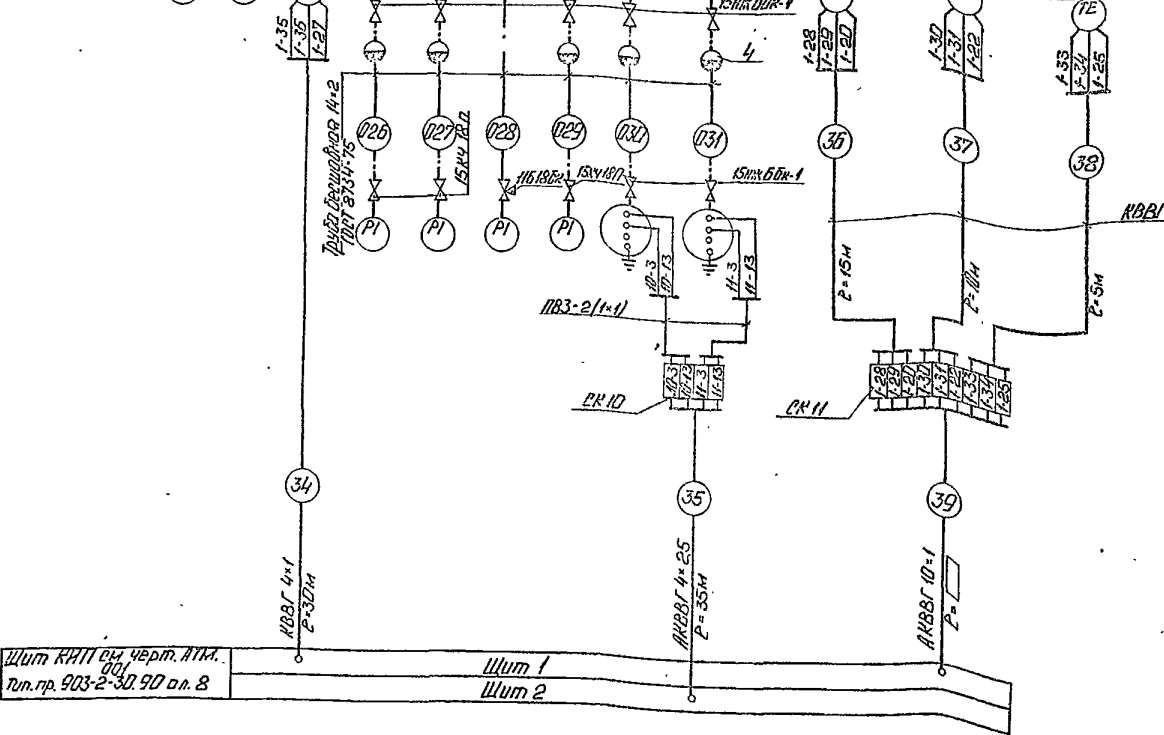 1-35
1-36
1-27
4
1-28
1-29
1-20
1-30
1-31
1-22
TE
1-33
1-34
1-25
Труба бесшовная 14×2
ГОСТ 8734-75
026
027
028
029
030
031
15кч 18п
36
37
38
11Б18бк
15кч18п
15нж6бк-1
PI
PI
PI
PI
КВВГ
10-3
10-13
11-3
11-13
ℓ=15м
ℓ=10м
ℓ=5м
ПВЗ-2(1×1)
10-3
10-13
11-3
11-13
1-28
1-29
1-20
1-30
1-31
1-22
1-33
1-34
1-25
СК10
СК11
34
35
39
КВВГ 4×1
ℓ=30м
АКВВГ 4×2.5
ℓ=35м
АКВВГ 10×1
ℓ=
Щит КИП см. черт. АТМ.
901
Тип.пр. 903-2-30.90 ал. 8
Щит 1
Щит 2